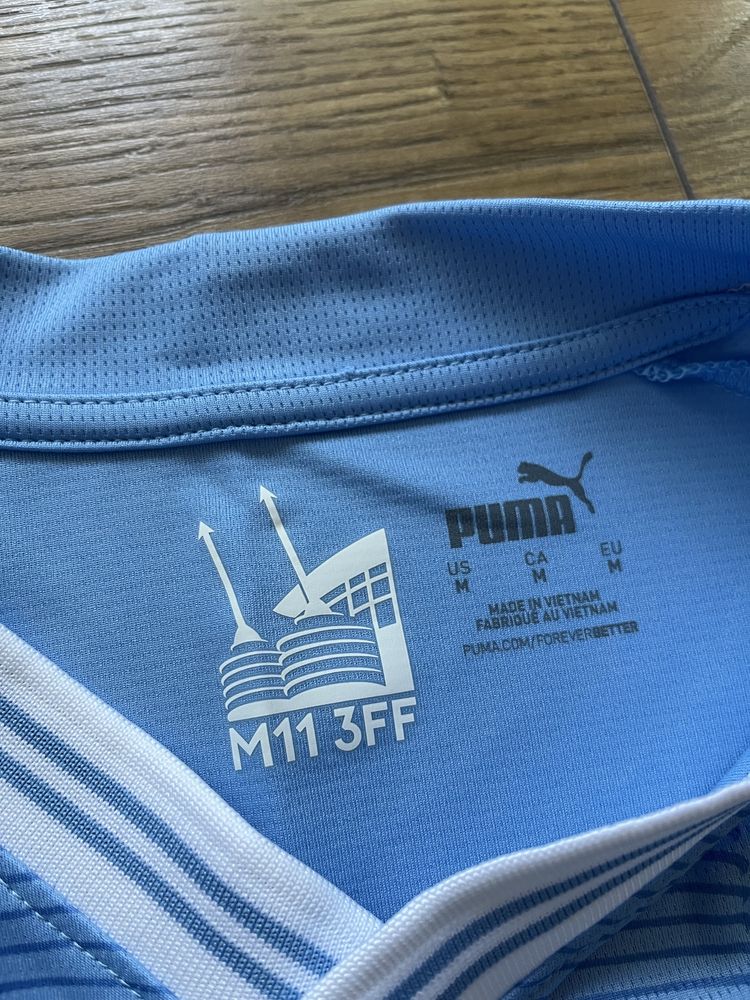 PUMA
US CA EU
M M M
MADE IN VIETNAM
FABRIQUÉ AU VIETNAM
PUMA.COM/FOREVERBETTER
M11 3FF